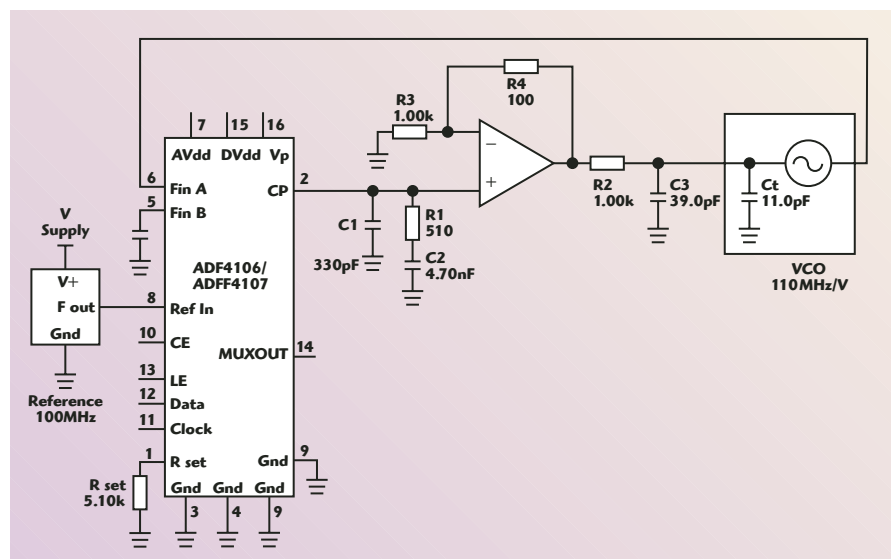 7
15
16
AVdd DVdd Vp
6
Fin A
5
Fin B
CP
2
ADF4106/
ADFF4107
V
Supply
V+
F out
Gnd
Reference
100MHz
8
Ref In
10
CE
MUXOUT
14
13
LE
12
Data
11
Clock
1
R set
Gnd
9
R set
5.10k
Gnd Gnd Gnd
3
4
9
C1
330pF
R1
510
C2
4.70nF
R3
1.00k
R4
100
−
+
R2
1.00k
C3
39.0pF
Ct
11.0pF
VCO
110MHz/V